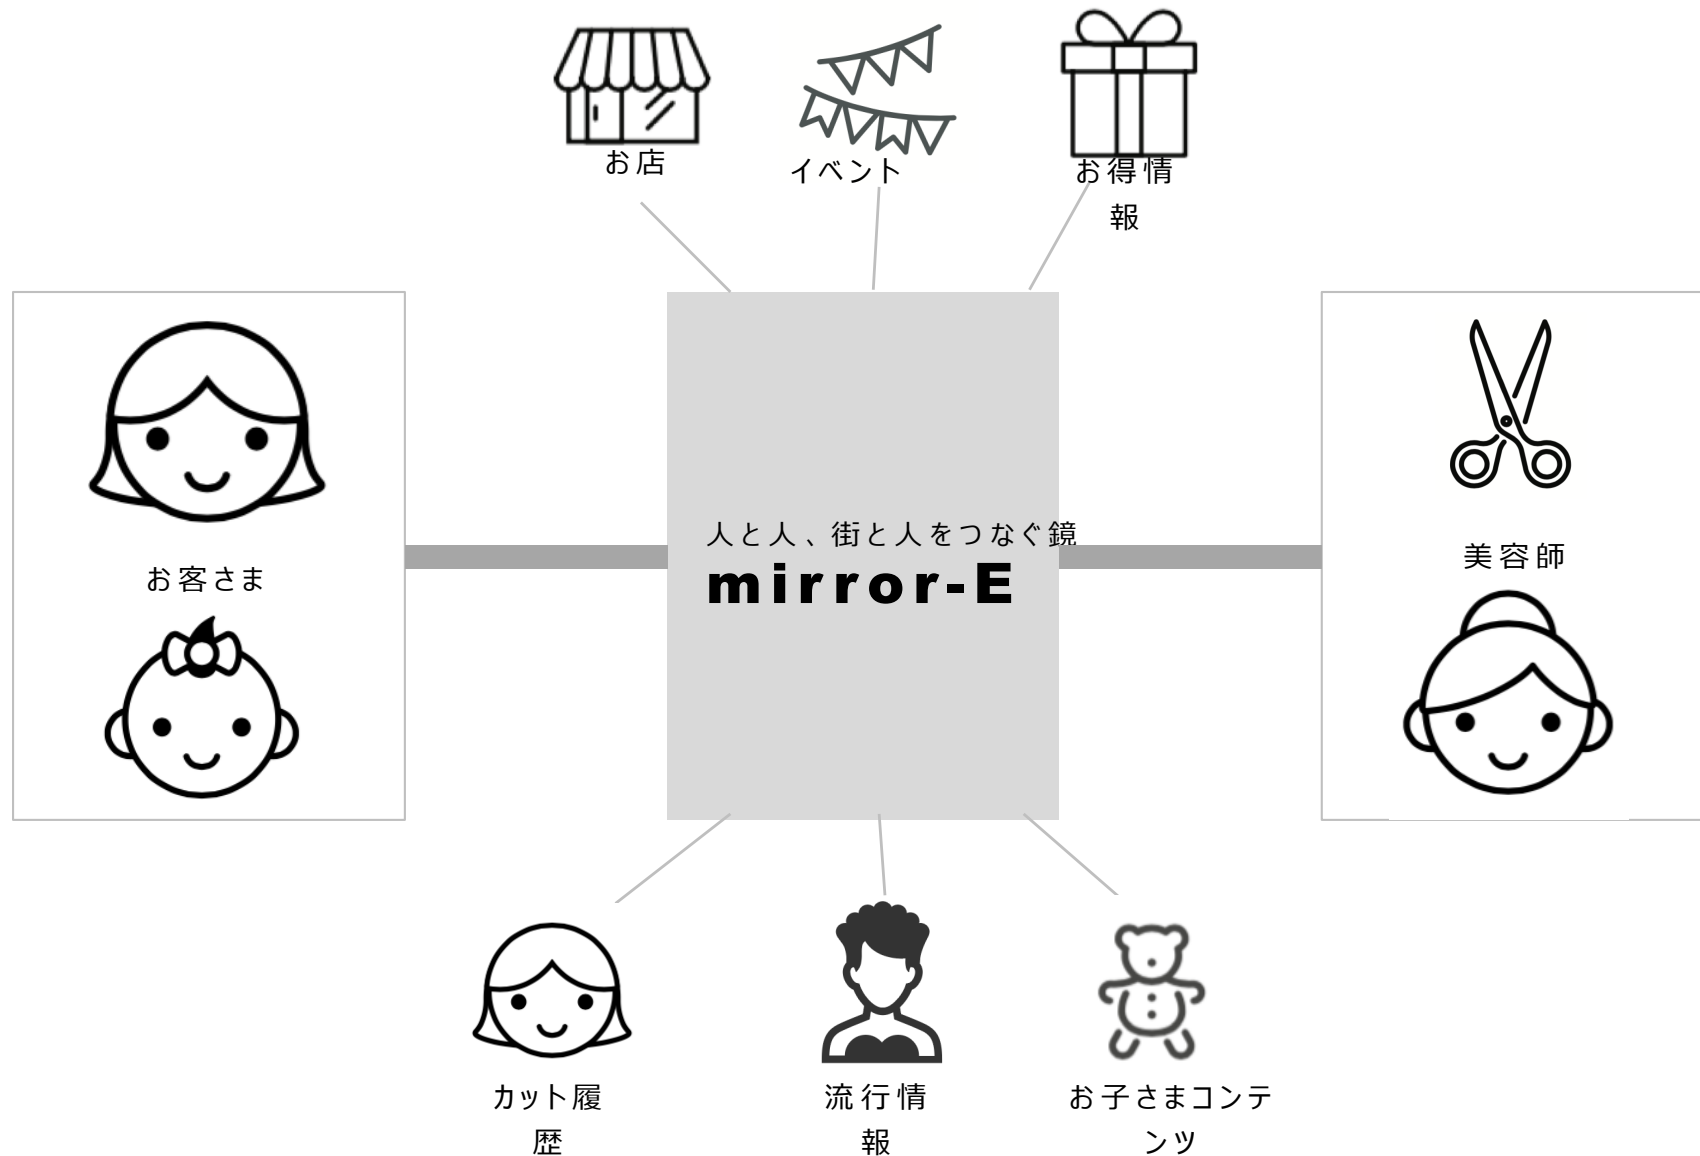 お店
イベント
お得情
報
人と人、街と人をつなぐ鏡
mirror-E
お客さま
美容師
カット履
歴
流行情
報
お子さまコンテ
ンツ